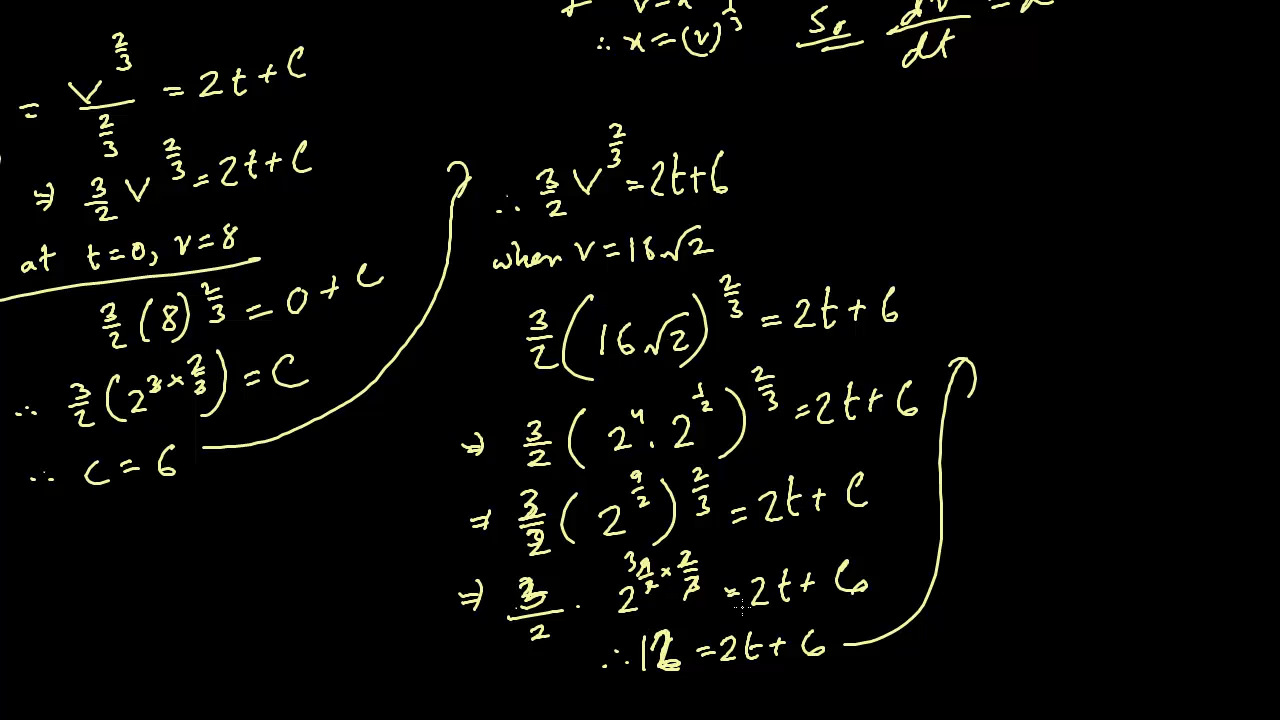 = V^(2/3) / (2/3) = 2t + C
⇒ 3/2 V^(2/3) = 2t + C
at t=0, v=8
3/2 (8)^(2/3) = 0 + C
∴ 3/2 (2^(3×2/3)) = C
∴ C = 6
∴ x = (v)^(1/3) So dv/dt
∴ 3/2 V^(2/3) = 2t+6
when v = 16√2
3/2 (16√2)^(2/3) = 2t + 6
⇒ 3/2 (2^4 . 2^(1/2))^(2/3) = 2t + 6
⇒ 3/2 (2^(9/2))^(2/3) = 2t + C
⇒ 3/2 . 2^(9/2 × 2/3) = 2t + 6
∴ = 2t + 6